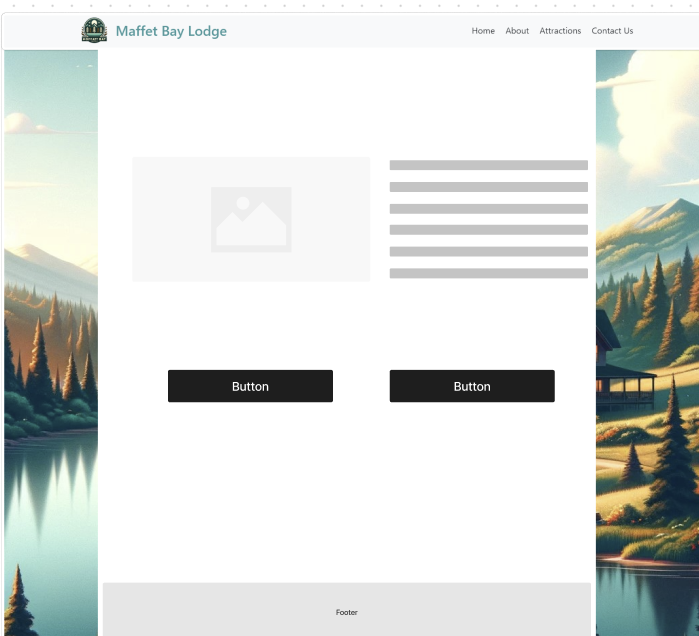 Maffet Bay Lodge
Home About Attractions Contact Us
Button Button
Footer